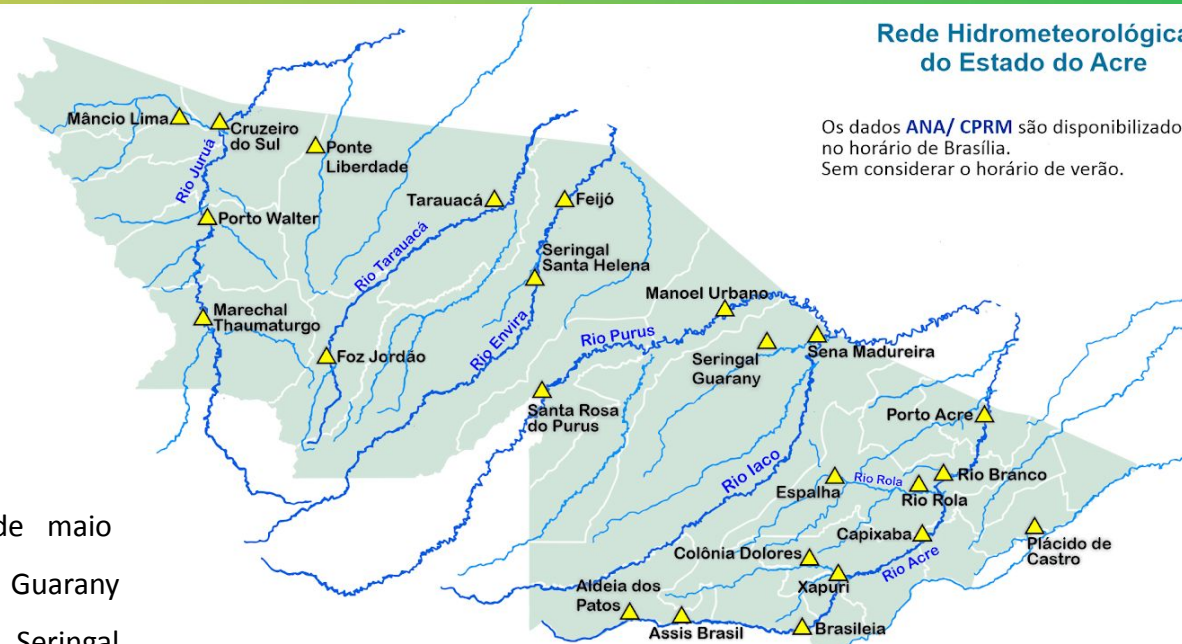 Rede Hidrometeorológica
do Estado do Acre
Os dados ANA/ CPRM são disponibilizado
no horário de Brasília.
Sem considerar o horário de verão.
Mâncio Lima
Cruzeiro
do Sul
Ponte
Liberdade
Rio Juruá
Porto Walter
Tarauacá
Feijó
Rio Tarauacá
Seringal
Santa Helena
Marechal
Thaumaturgo
Foz Jordão
Rio Envira
Manoel Urbano
Rio Purus
Seringal
Guarany
Sena Madureira
Santa Rosa
do Purus
Porto Acre
Rio Iaco
Espalha
Rio Rola
Rio Rola
Rio Branco
Capixaba
Plácido de
Castro
Colônia Dolores
Rio Acre
Xapuri
Aldeia dos
Patos
Assis Brasil
Brasileia
de maio
Guarany
Seringal